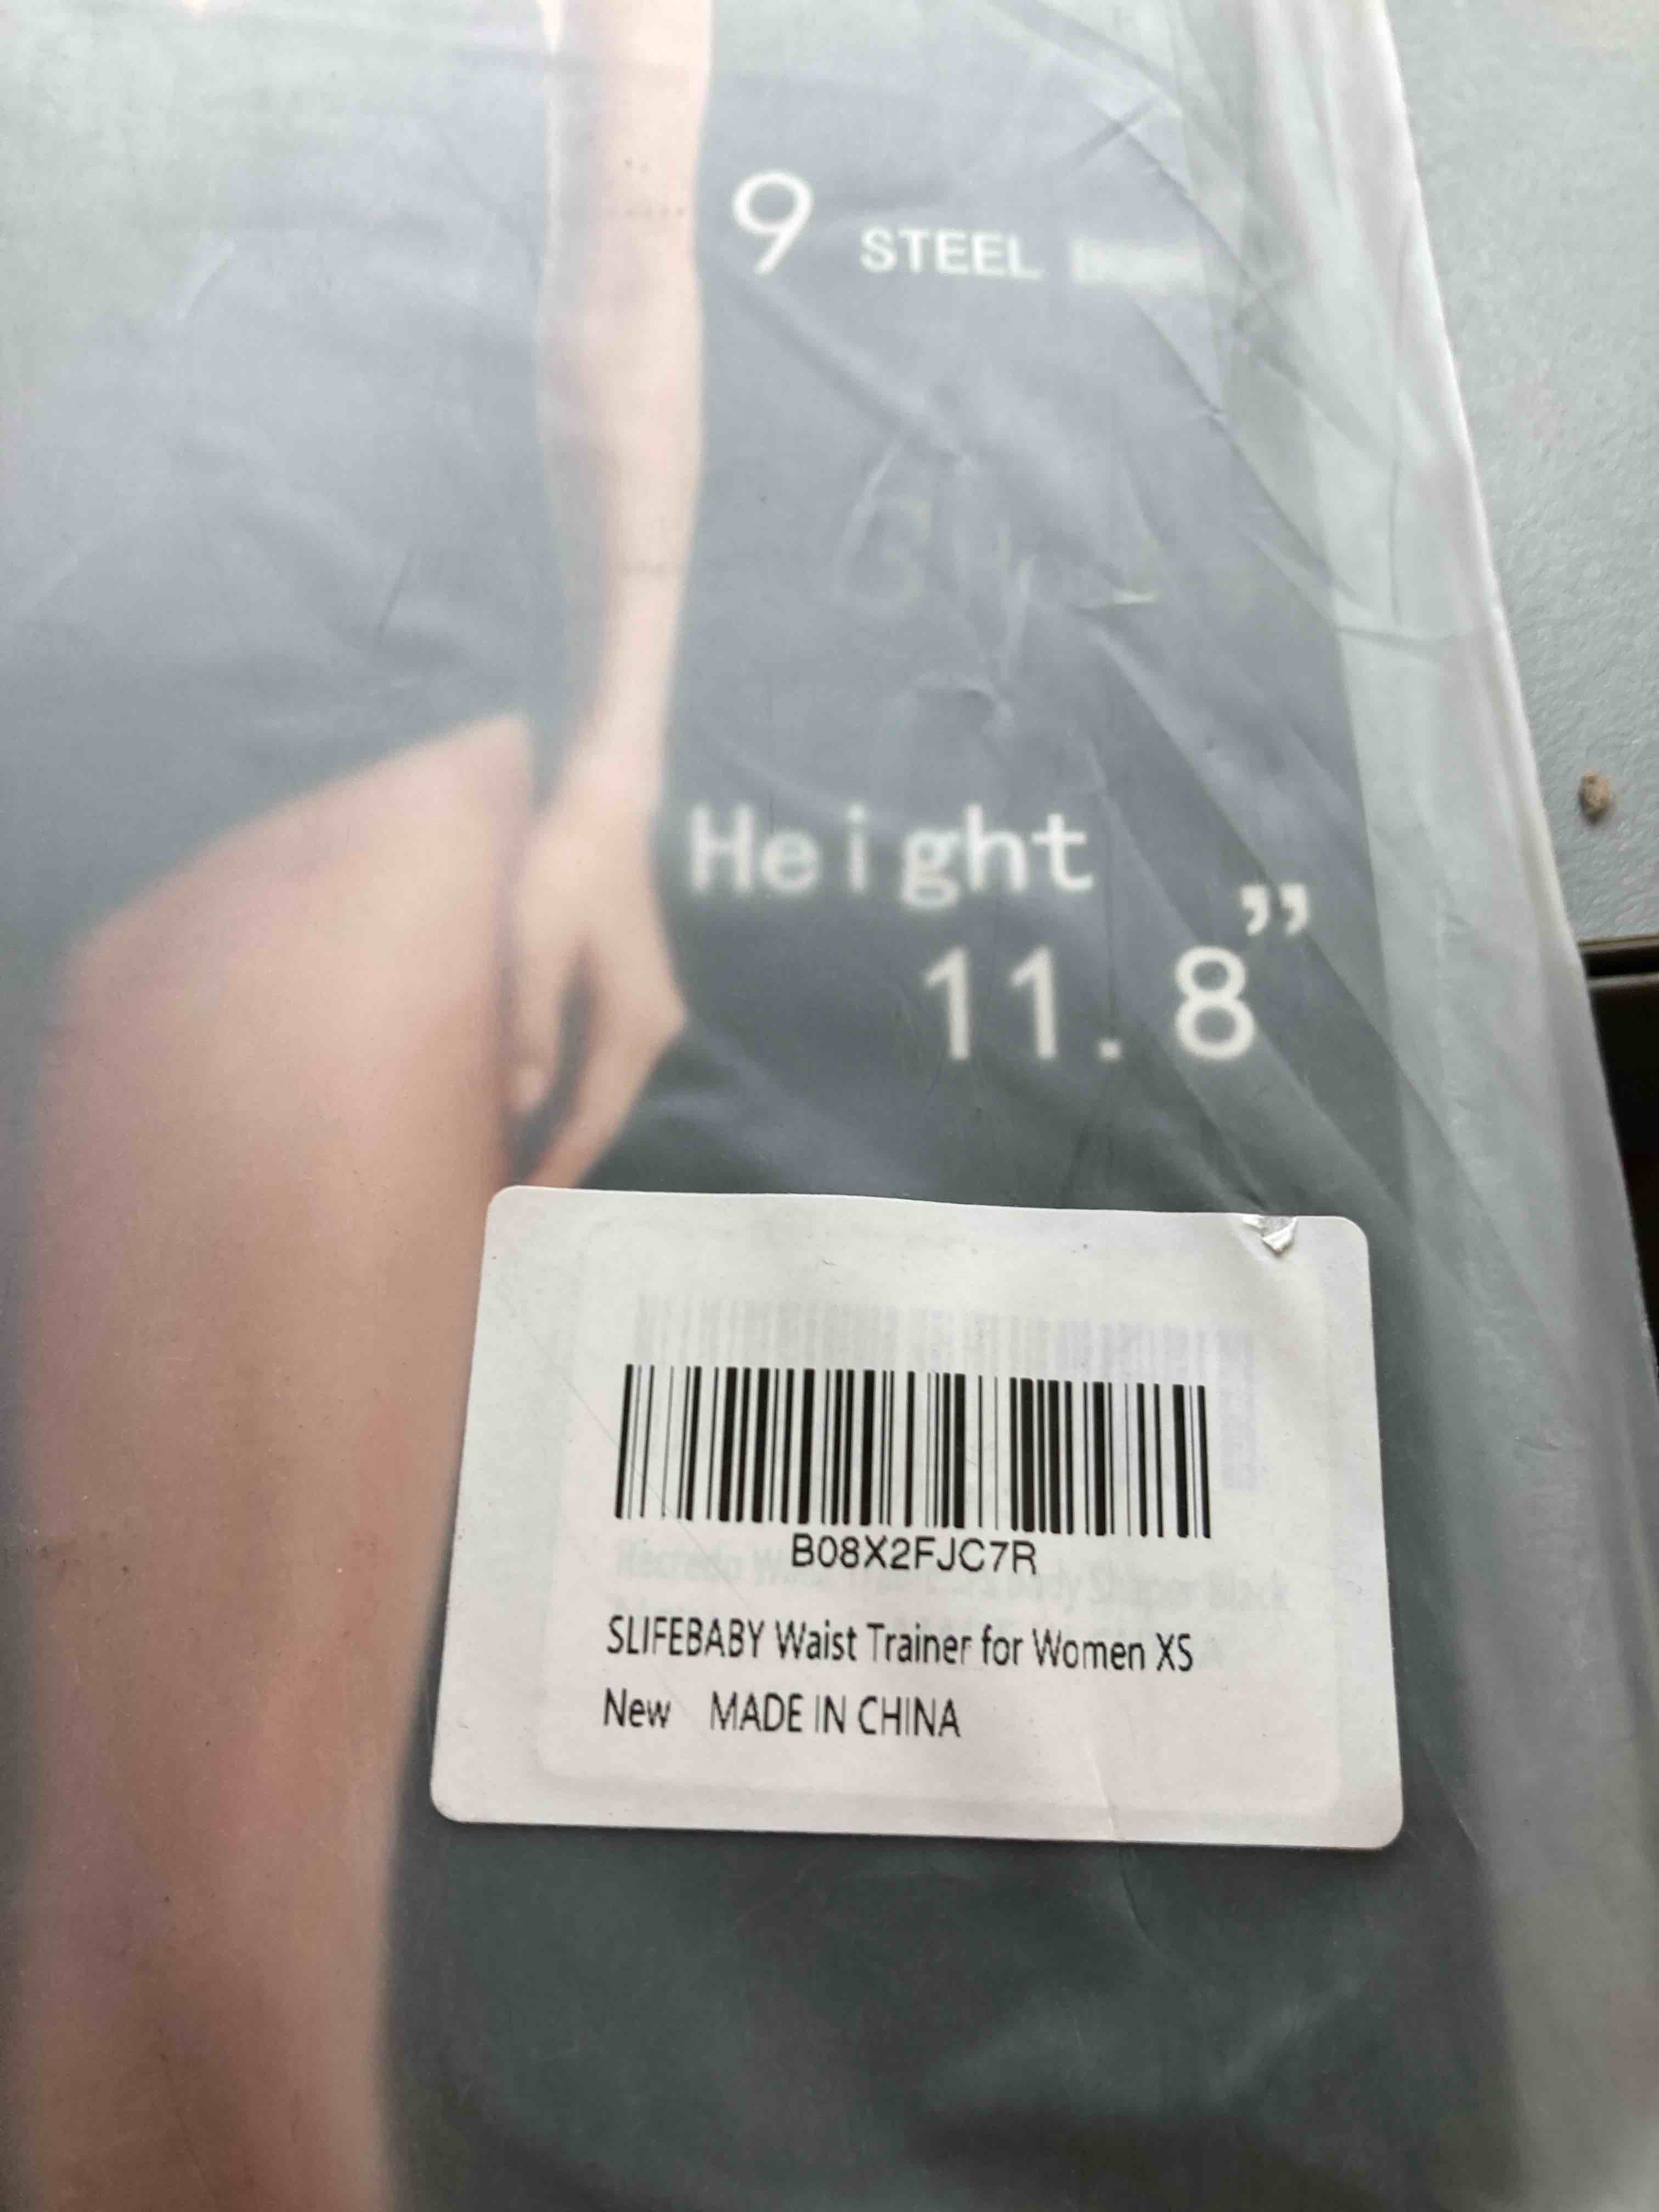 9 STEEL
Height
11.8”
B08X2FJC7R
SLIFEBABY Waist Trainer for Women XS
New MADE IN CHINA